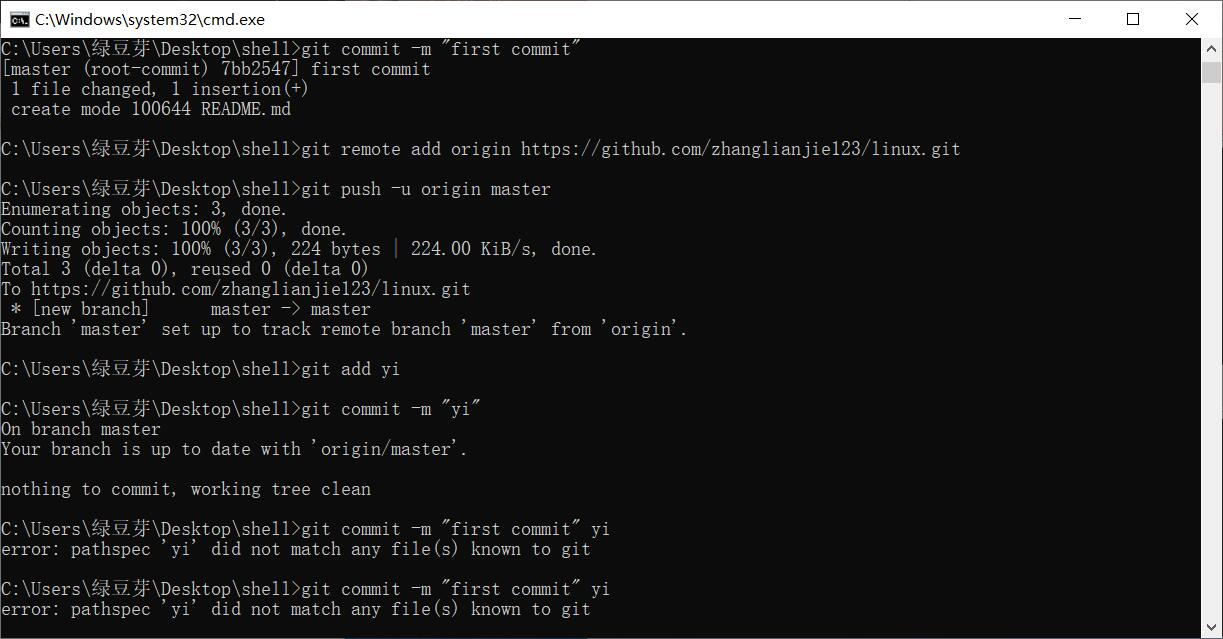 C:\Windows\system32\cmd.exe
C:\Users\绿豆芽\Desktop\shell>git commit -m "first commit"
[master (root-commit) 7bb2547] first commit
 1 file changed, 1 insertion(+)
 create mode 100644 README.md
C:\Users\绿豆芽\Desktop\shell>git remote add origin https://github.com/zhanglianjie123/linux.git
C:\Users\绿豆芽\Desktop\shell>git push -u origin master
Enumerating objects: 3, done.
Counting objects: 100% (3/3), done.
Writing objects: 100% (3/3), 224 bytes | 224.00 KiB/s, done.
Total 3 (delta 0), reused 0 (delta 0)
To https://github.com/zhanglianjie123/linux.git
 * [new branch]      master -> master
Branch 'master' set up to track remote branch 'master' from 'origin'.
C:\Users\绿豆芽\Desktop\shell>git add yi
C:\Users\绿豆芽\Desktop\shell>git commit -m "yi"
On branch master
Your branch is up to date with 'origin/master'.
nothing to commit, working tree clean
C:\Users\绿豆芽\Desktop\shell>git commit -m "first commit" yi
error: pathspec 'yi' did not match any file(s) known to git
C:\Users\绿豆芽\Desktop\shell>git commit -m "first commit" yi
error: pathspec 'yi' did not match any file(s) known to git